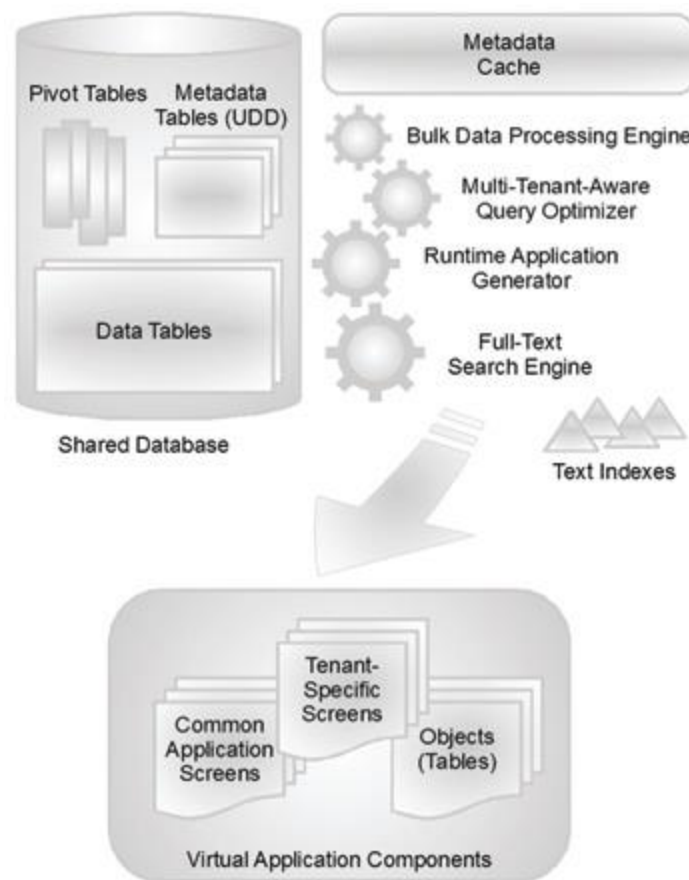 Pivot Tables
Metadata
Tables (UDD)
Data Tables
Shared Database
Metadata
Cache
Bulk Data Processing Engine
Multi-Tenant-Aware
Query Optimizer
Runtime Application
Generator
Full-Text
Search Engine
Text Indexes
Common
Application
Screens
Tenant-
Specific
Screens
Objects
(Tables)
Virtual Application Components